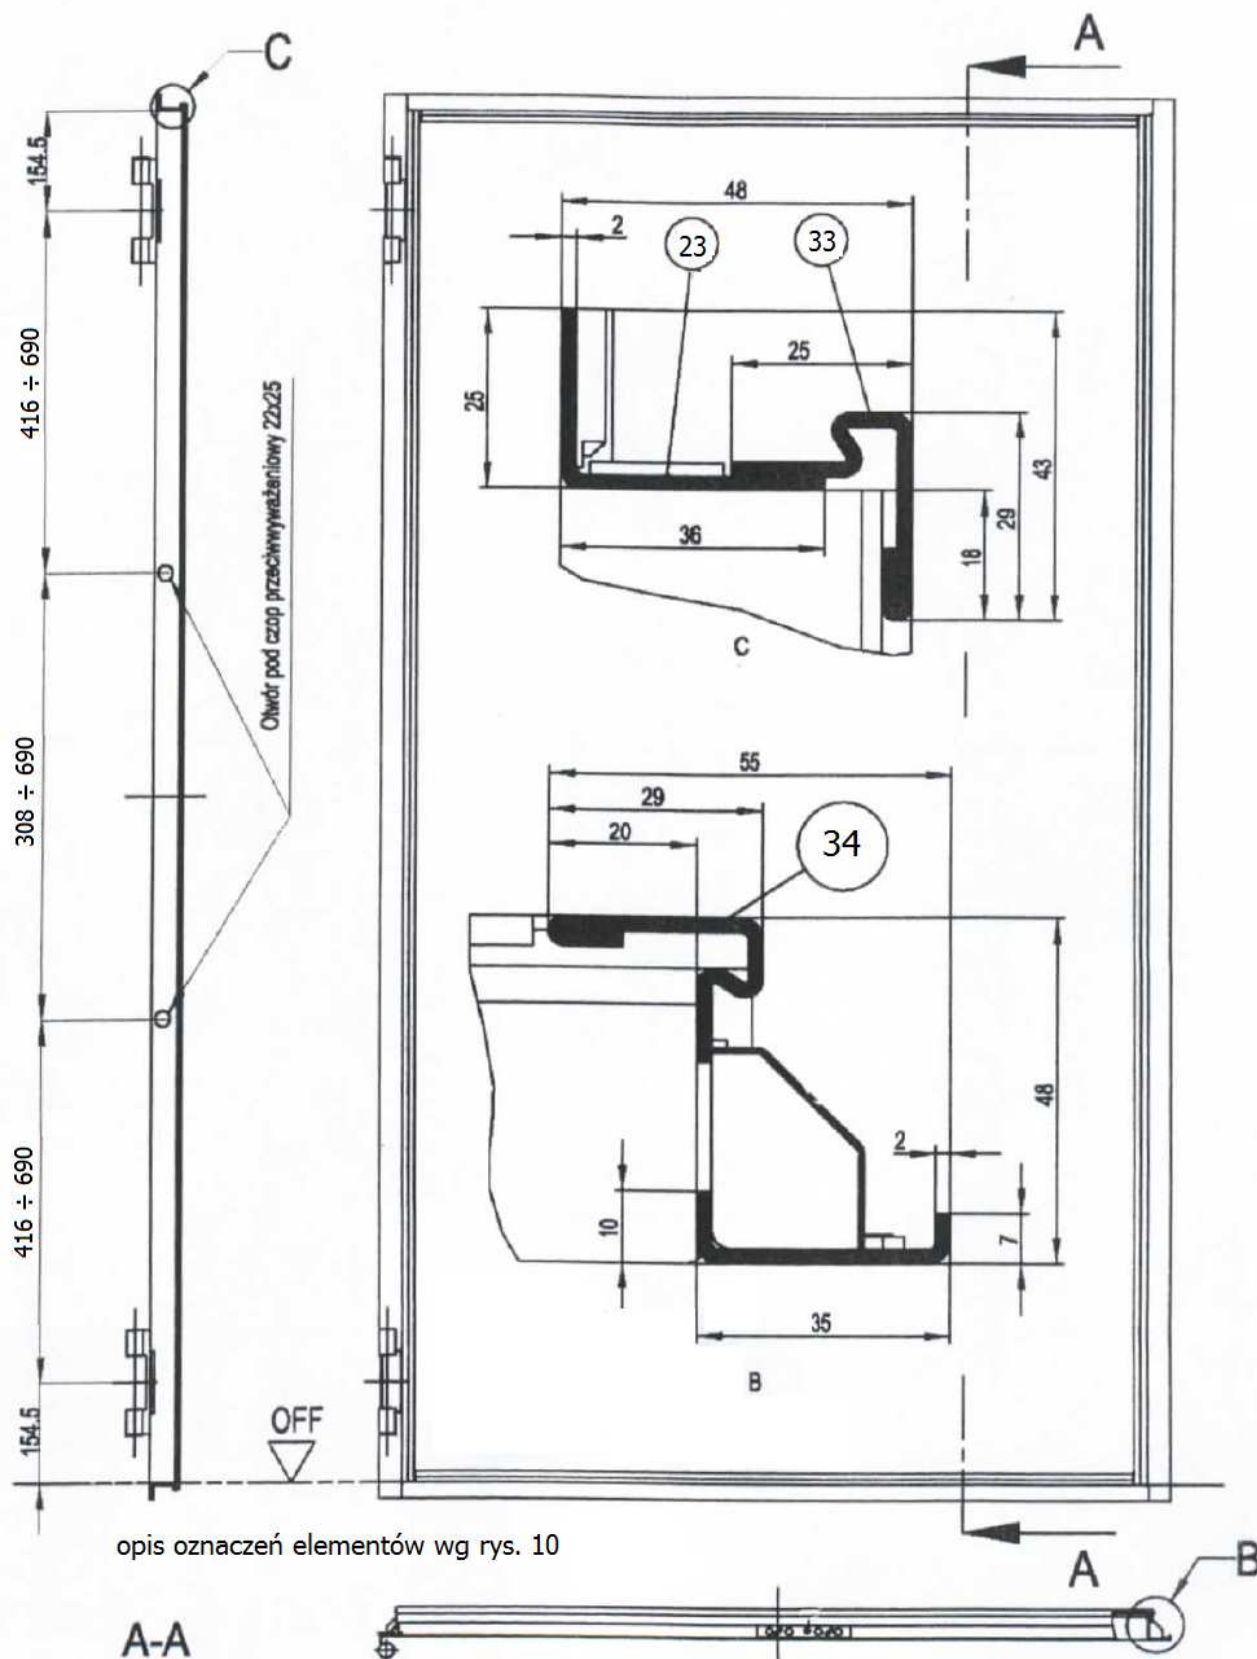 C
A
154.5
48
2
23
33
416 ÷ 690
25
25
Otwór pod czop przeciwwyważeniowy 22x25
36
18
29
43
C
308 ÷ 690
55
29
20
34
48
2
416 ÷ 690
10
7
35
B
154.5
OFF
opis oznaczeń elementów wg rys. 10
A
B
A-A